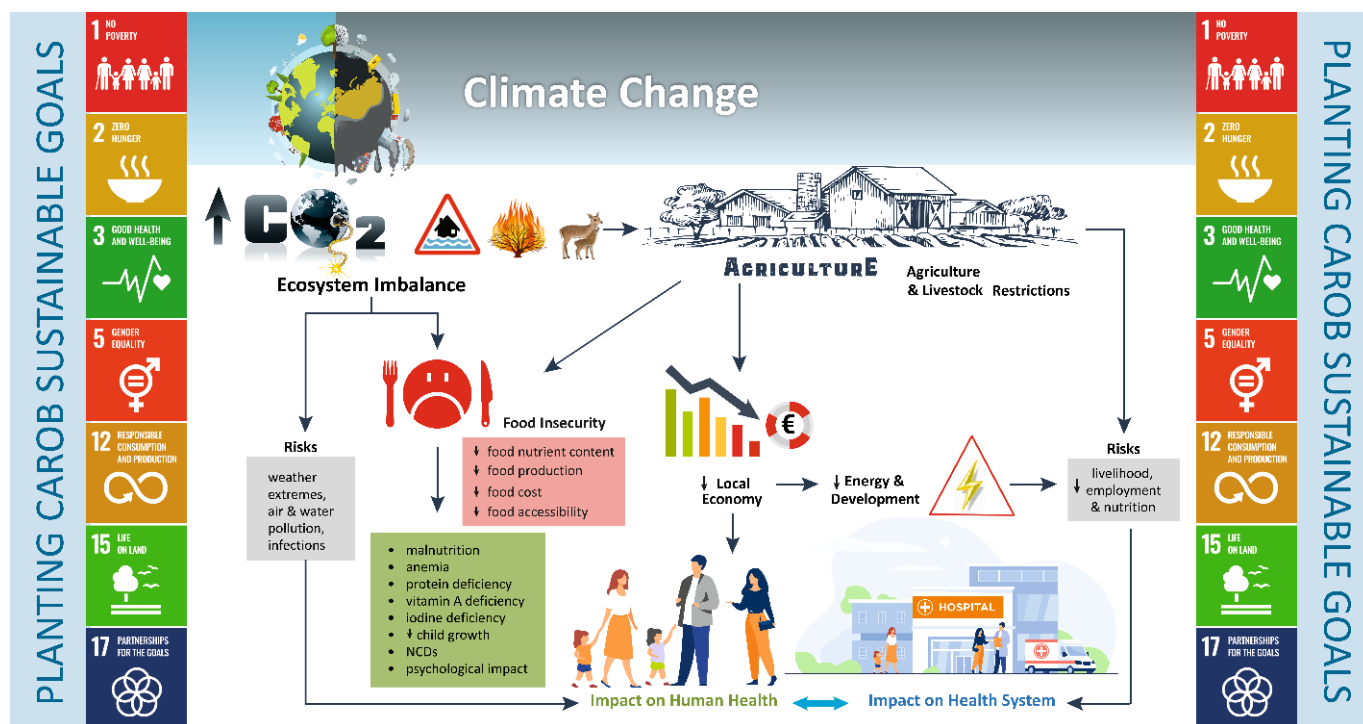 PLANTING CAROB SUSTAINABLE GOALS
1 NO
POVERTY
2 ZERO
HUNGER
3 GOOD HEALTH
AND WELL-BEING
5 GENDER
EQUALITY
12 RESPONSIBLE
CONSUMPTION
AND PRODUCTION
15 LIFE
ON LAND
17 PARTNERSHIPS
FOR THE GOALS
Climate Change
CO2
Ecosystem Imbalance
AGRICULTURE
Agriculture
& Livestock Restrictions
Risks
weather
extremes,
air & water
pollution,
infections
Food Insecurity
↓ food nutrient content
↓ food production
↓ food cost
↓ food accessibility
• malnutrition
• anemia
• protein deficiency
• vitamin A deficiency
• iodine deficiency
• ↓ child growth
• NCDs
• psychological impact
€
↓ Local
Economy
↓ Energy &
Development
Risks
livelihod,
↓ employment
& nutrition
HOSPITAL
Impact on Human Health
Impact on Health System
1 NO
POVERTY
2 ZERO
HUNGER
3 GOOD HEALTH
AND WELL-BEING
5 GENDER
EQUALITY
12 RESPONSIBLE
CONSUMPTION
AND PRODUCTION
15 LIFE
ON LAND
17 PARTNERSHIPS
FOR THE GOALS
PLANTING CAROB SUSTAINABLE GOALS